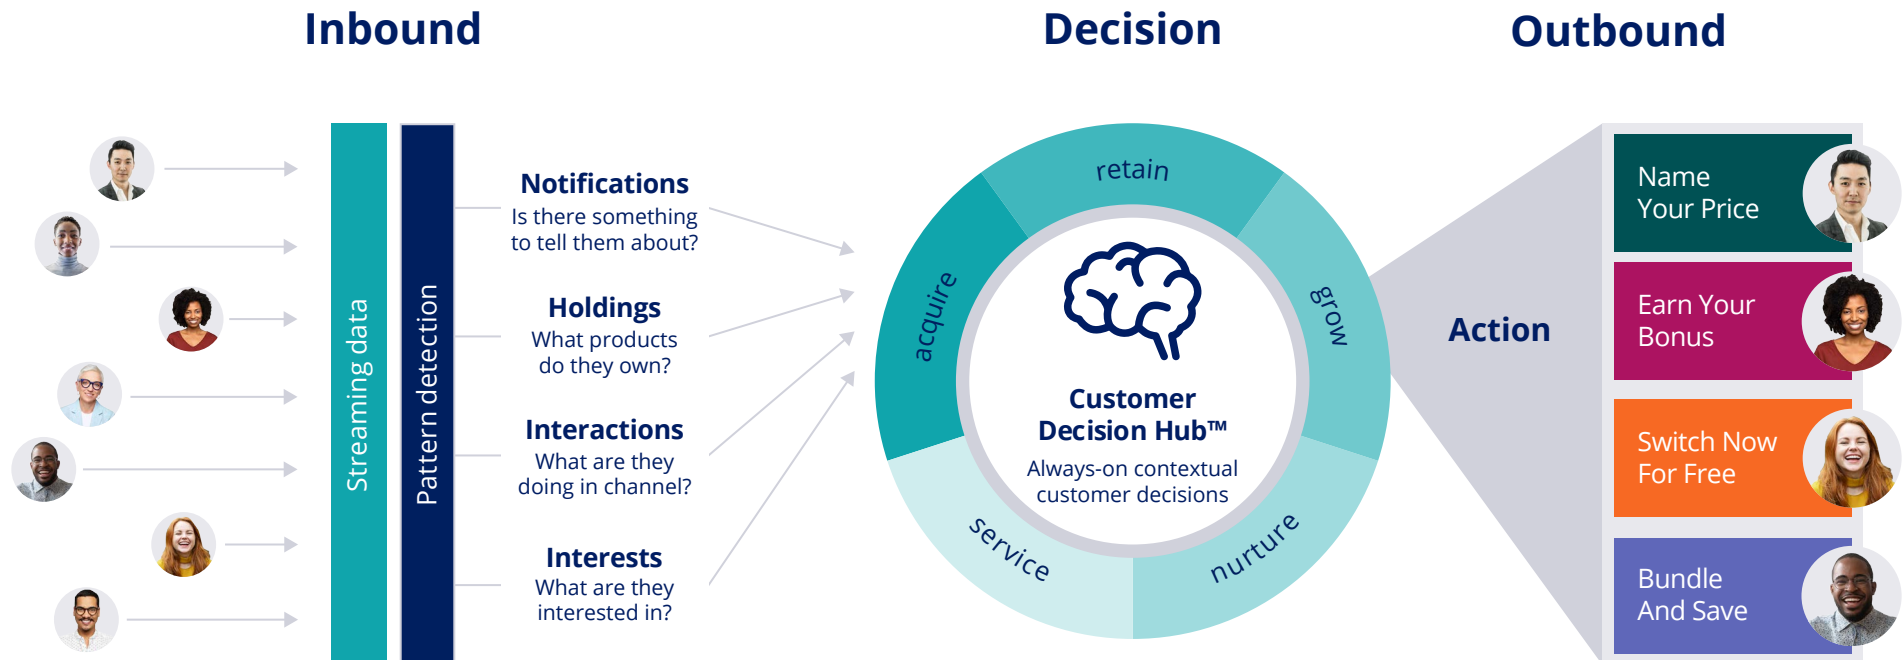 Inbound
Decision
Outbound
Streaming data
Pattern detection
Notifications
Is there something
to tell them about?
Holdings
What products
do they own?
Interactions
What are they
doing in channel?
Interests
What are they
interested in?
acquire
retain
grow
nurture
service
Customer
Decision Hub™
Always-on contextual
customer decisions
Action
Name
Your Price
Earn Your
Bonus
Switch Now
For Free
Bundle
And Save